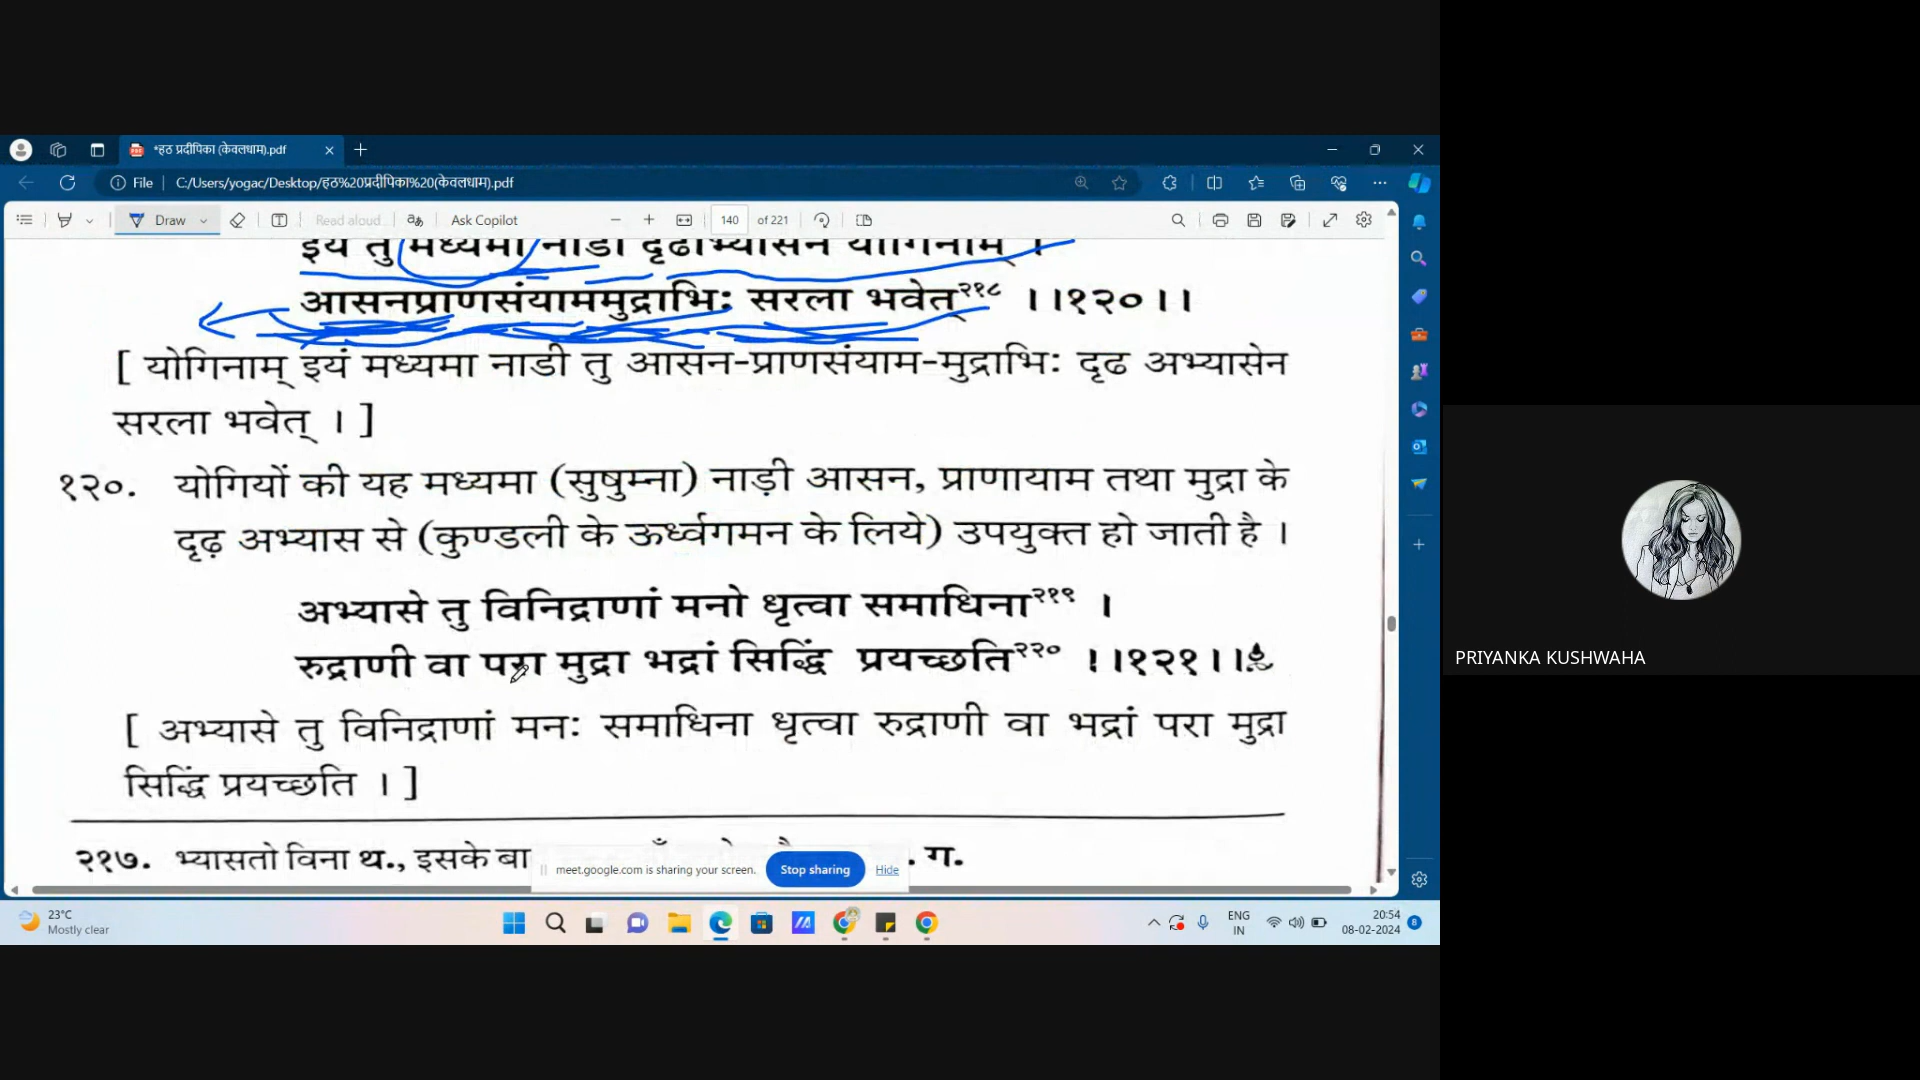 *हठ प्रदीपिका (केवलधाम).pdf
File C:/Users/yogac/Desktop/हठ%20प्रदीपिका%20(केवलधाम).pdf
Draw Read aloud Ask Copilot 140 of 221
इयं तु मध्यमा नाडी दृढाभ्यासेन योगिनाम् ।
आसनप्राणसंयाममुद्राभिः सरला भवेत्२१८ ।।१२०।।
[ योगिनाम् इयं मध्यमा नाडी तु आसन-प्राणसंयाम-मुद्राभिः दृढ अभ्यासेन
सरला भवेत् । ]
१२०. योगियों की यह मध्यमा (सुषुम्ना) नाड़ी आसन, प्राणायाम तथा मुद्रा के
दृढ़ अभ्यास से (कुण्डली के ऊर्ध्वगमन के लिये) उपयुक्त हो जाती है ।
अभ्यासे तु विनिद्राणां मनो धृत्वा समाधिना२१९ ।
रुद्राणी वा परा मुद्रा भद्रां सिद्धिं प्रयच्छति२२० ।।१२१।।
[ अभ्यासे तु विनिद्राणां मनः समाधिना धृत्वा रुद्राणी वा भद्रां परा मुद्रा
सिद्धिं प्रयच्छति । ]
२१७. भ्यासतो विना थ., इसके बा . ग.
meet.google.com is sharing your screen. Stop sharing Hide
23°C
Mostly clear
ENG
IN
20:54
08-02-2024
8
PRIYANKA KUSHWAHA